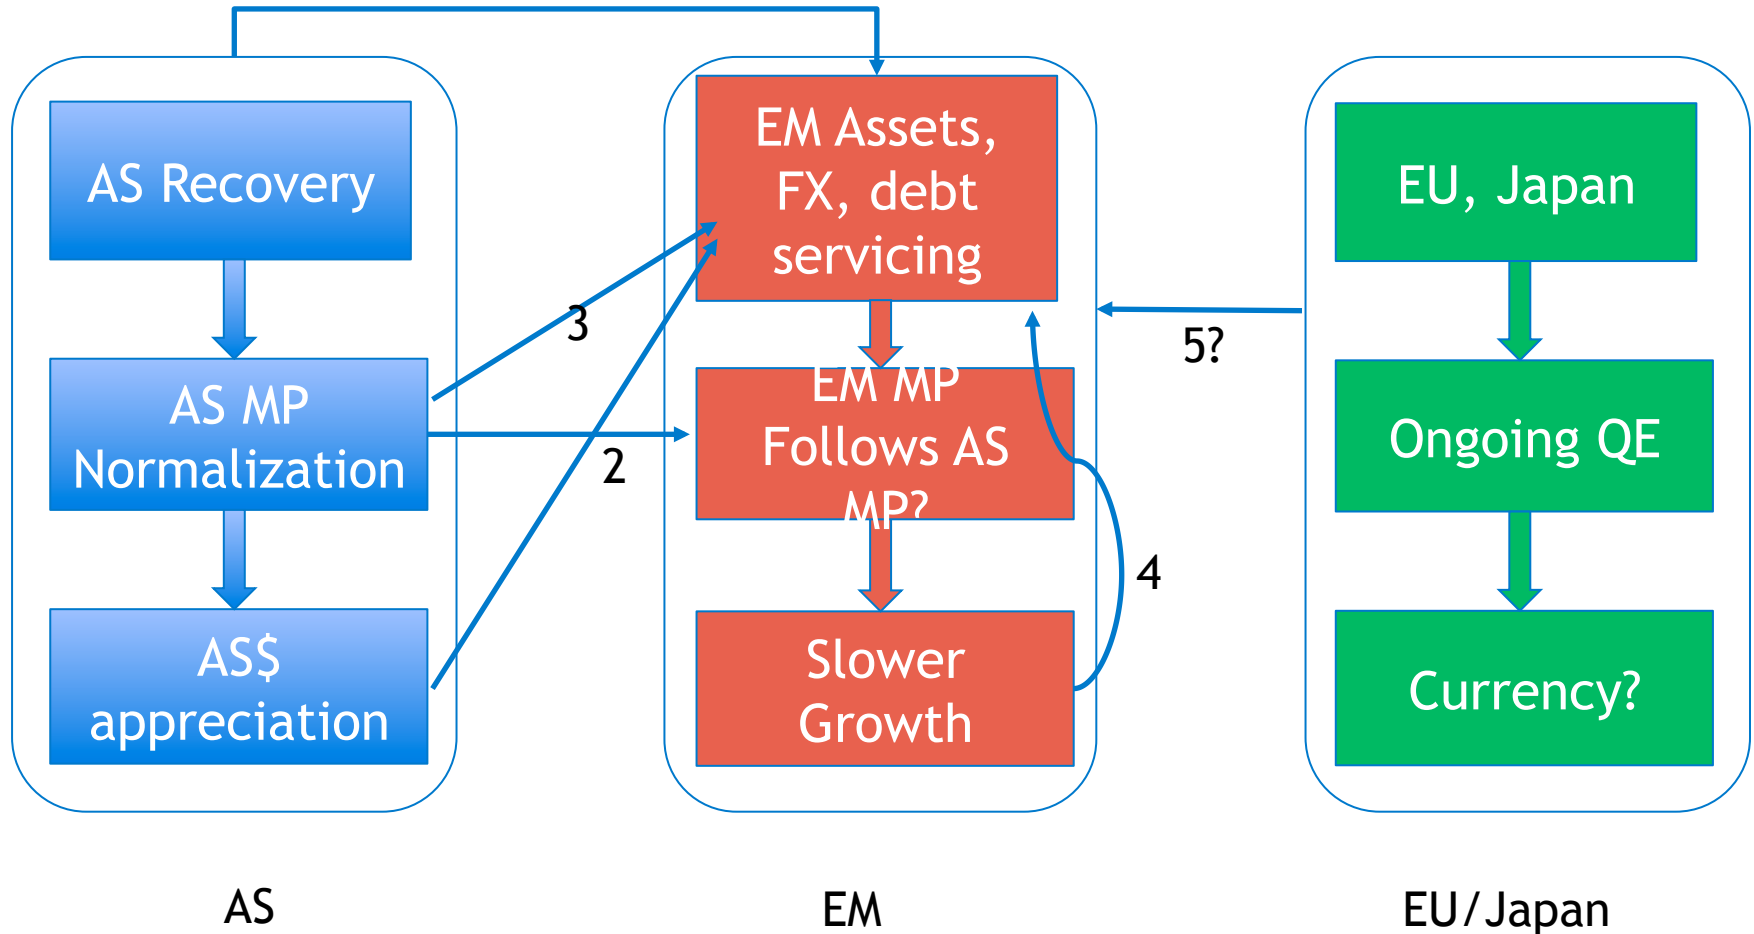 AS Recovery
AS MP
Normalization
AS$
appreciation
3
2
EM Assets,
FX, debt
servicing
EM MP
Follows AS
MP?
Slower
Growth
4
5?
EU, Japan
Ongoing QE
Currency?
AS
EM
EU/Japan